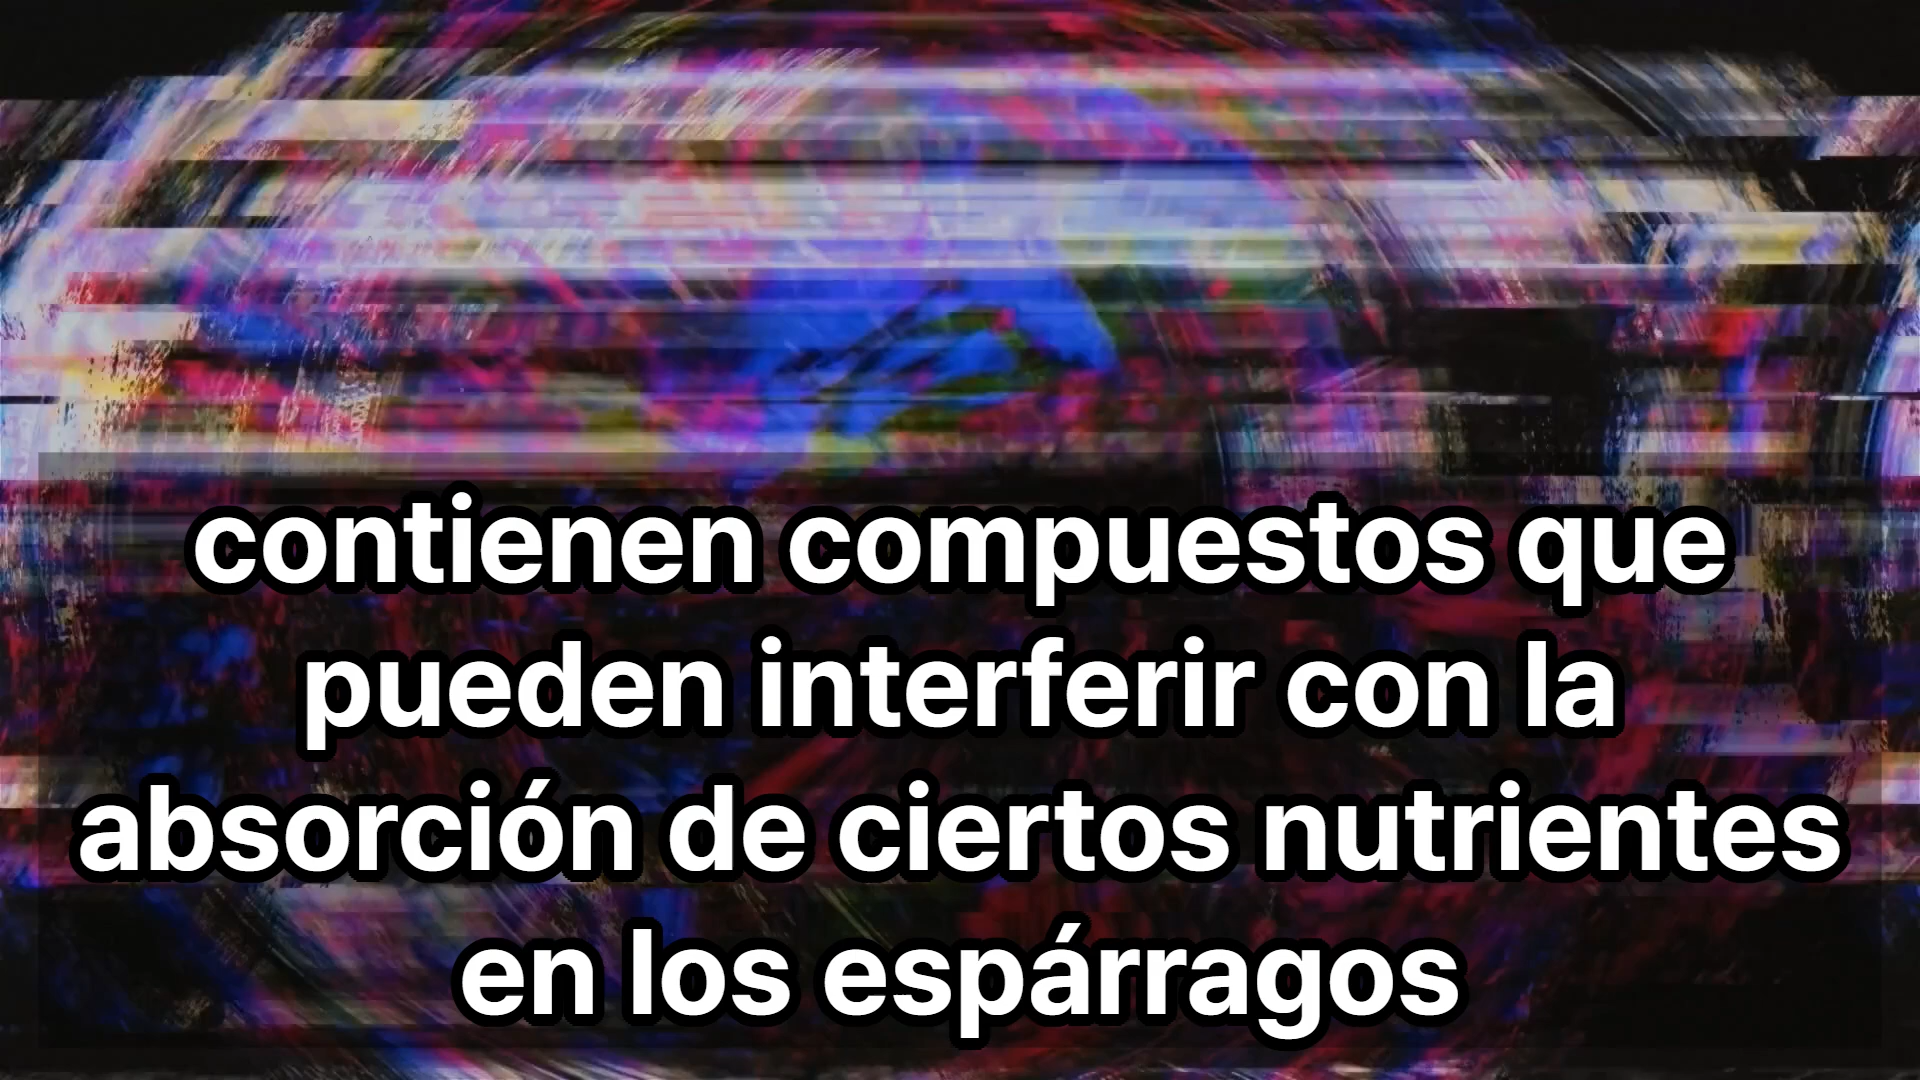 contienen compuestos que
pueden interferir con la
absorción de ciertos nutrientes
en los espárragos